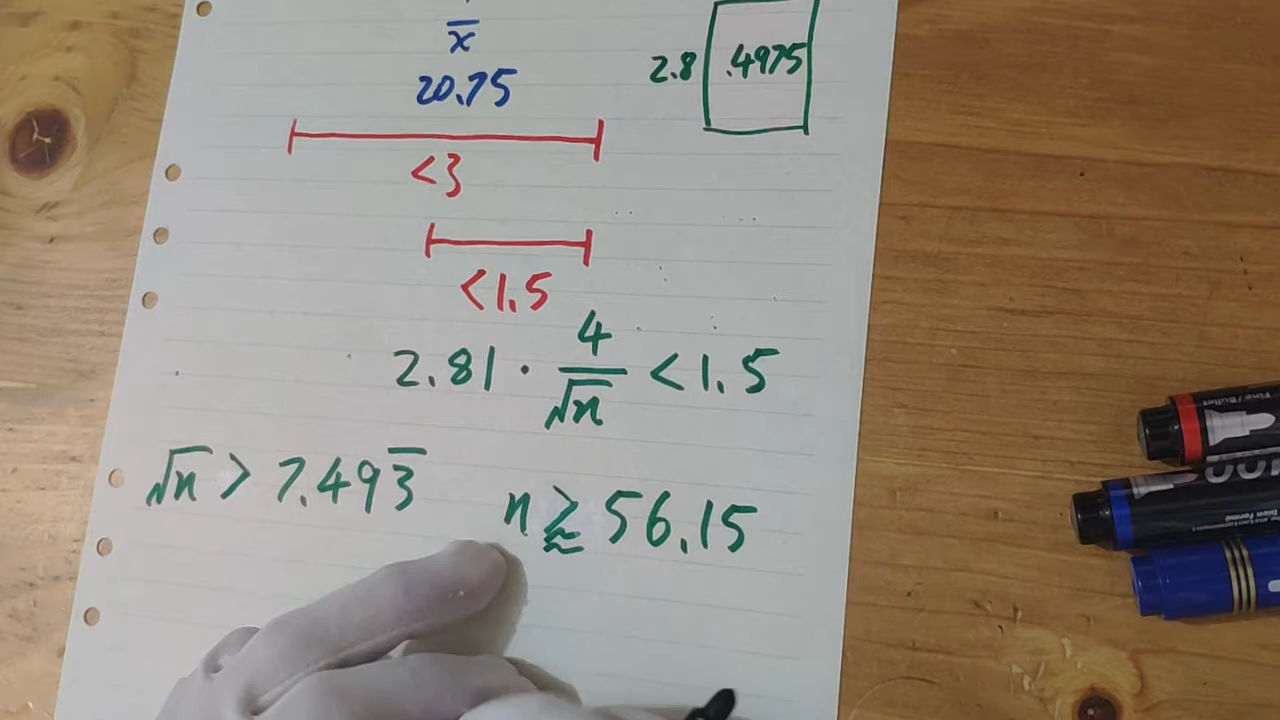 x̄
20.75
2.8 .4975
<3
<1.5
2.81 · 4/√n < 1.5
√n > 7.493̅
n ⪆ 56.15